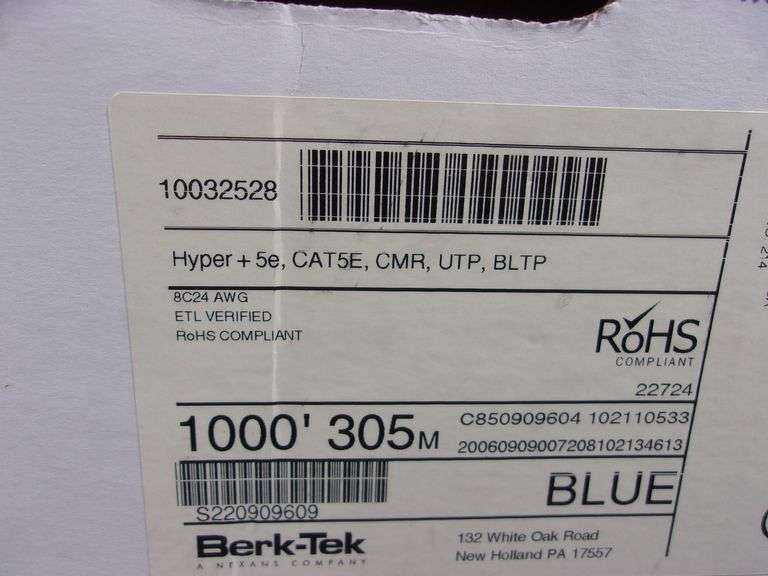 10032528
Hyper + 5e, CAT5E, CMR, UTP, BLTP
8C24 AWG
ETL VERIFIED
RoHS COMPLIANT
RoHS
COMPLIANT
22724
1000' 305M
C850909604 102110533
20060909007208102134613
S220909609
BLUE
Berk-Tek
A NEXANS COMPANY
132 White Oak Road
New Holland PA 17557